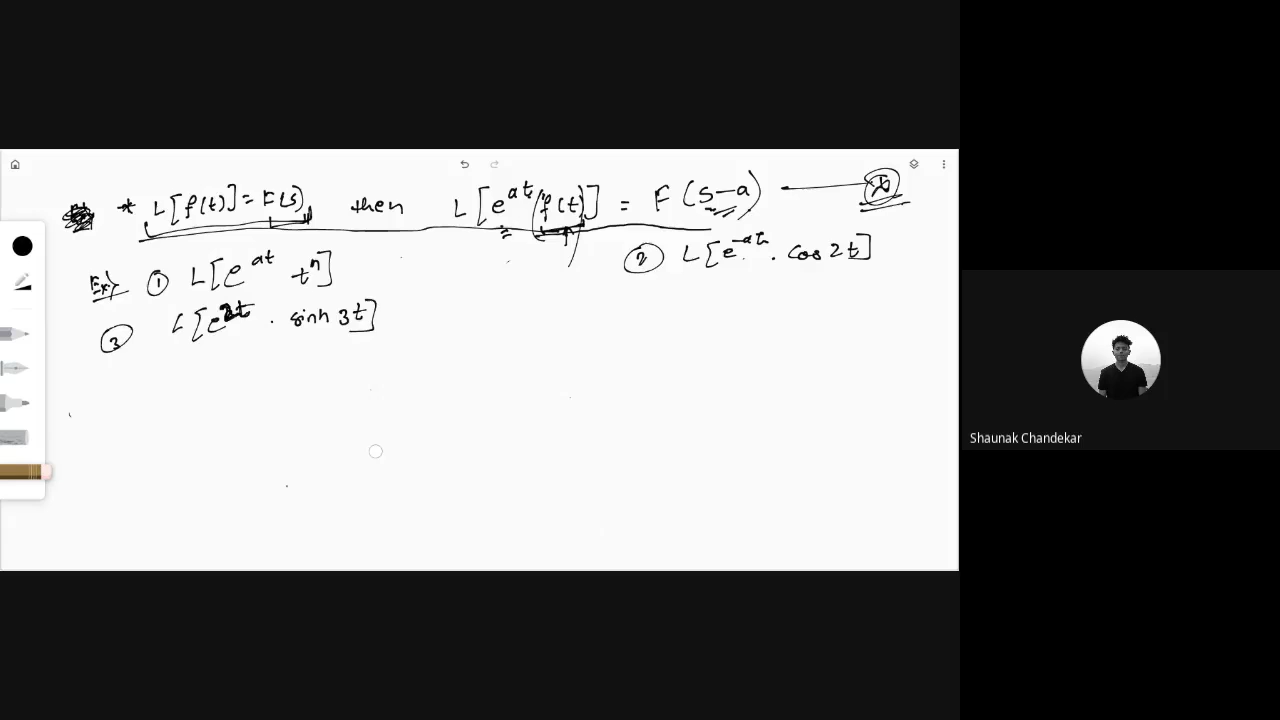 * L[f(t)] = F(s) then L[e^{at} f(t)] = F(s-a)
Ex) ① L[e^{at} t^n] ② L[e^{-at} . cos 2t]
③ L[e^{2t} . sinh 3t]
Shaunak Chandekar